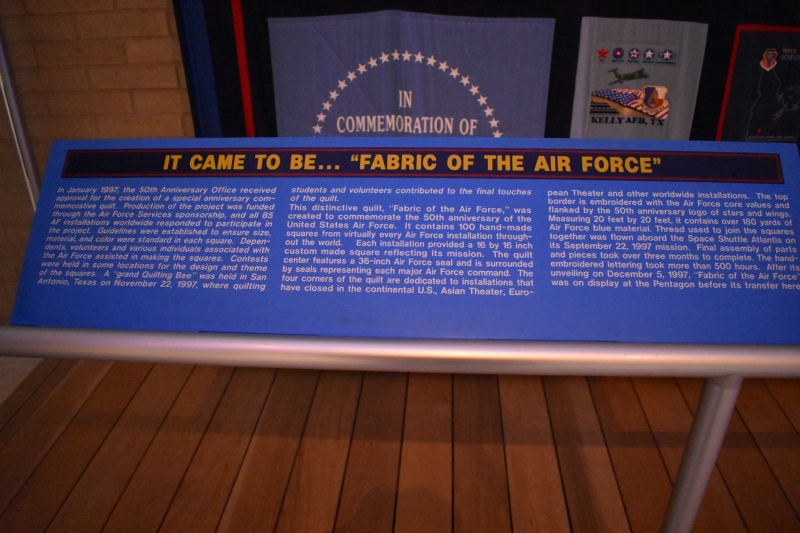 IN
COMMEMORATION OF
KELLY AFB, TX
IT CAME TO BE... "FABRIC OF THE AIR FORCE"
In January 1997, the 50th Anniversary Office received
approval for the creation of a special anniversary com-
memorative quilt. Production of the project was funded
through the Air Force Services sponsorship, and all 85
AF installations worldwide responded to participate in
the project. Guidelines were established to ensure size,
material, and color were standard in each square. Depen-
dents, volunteers and various individuals associated with
the Air Force assisted in making the squares. Contests
were held in some locations for the design and theme
of the squares. A "grand Quilting Bee" was held in San
Antonio, Texas on November 22, 1997, where quilting
students and volunteers contributed to the final touches
of the quilt.
This distinctive quilt, "Fabric of the Air Force," was
created to commemorate the 50th anniversary of the
United States Air Force. It contains 100 hand-made
squares from virtually every Air Force installation through-
out the world. Each installation provided a 16 by 16 inch
custom made square reflecting its mission. The quilt
center features a 36-inch Air Force seal and is surrounded
by seals representing each major Air Force command. The
four corners of the quilt are dedicated to installations that
have closed in the continental U.S., Asian Theater, Euro-
pean Theater and other worldwide installations. The top
border is embroidered with the Air Force core values and
flanked by the 50th anniversary logo of stars and wings.
Measuring 20 feet by 20 feet, it contains over 180 yards of
Air Force blue material. Thread used to join the squares
together was flown aboard the Space Shuttle Atlantis on
its September 22, 1997 mission. Final assembly of parts
and pieces took over three months to complete. The hand-
embroidered lettering took more than 500 hours. After its
unveiling on December 5, 1997, "Fabric of the Air Force"
was on display at the Pentagon before its transfer here